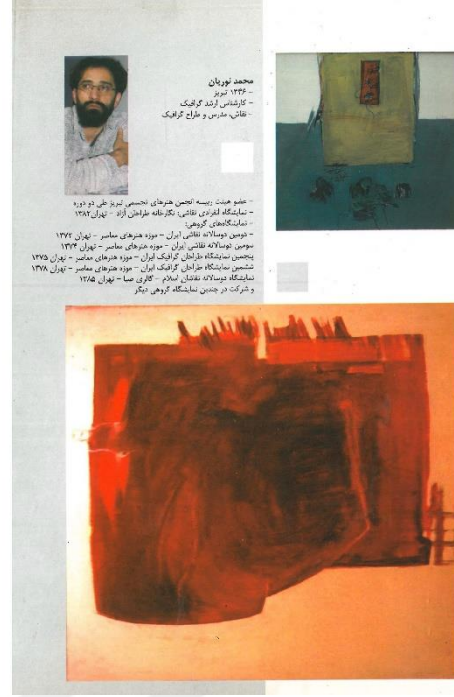 محمد نوریان
- ۱۳۴۶ تبریز
- کارشناس ارشد گرافیک
- نقاش، مدرس و طراح گرافیک
- عضو هیئت رییسه انجمن هنرهای تجسمی تبریز طی دو دوره
- نمایشگاه انفرادی نقاشی: نگارخانه طراحان آزاد - تهران ۱۳۸۲
- نمایشگاه‌های گروهی:
- دومین دوسالانه نقاشی ایران - موزه هنرهای معاصر - تهران ۱۳۷۲
سومین دوسالانه نقاشی ایران - موزه هنرهای معاصر - تهران ۱۳۷۴
پنجمین نمایشگاه طراحان گرافیک ایران - موزه هنرهای معاصر - تهران ۱۳۷۵
ششمین نمایشگاه طراحان گرافیک ایران - موزه هنرهای معاصر - تهران ۱۳۷۸
نمایشگاه دوسالانه نقاشان اسلام - گالری صبا - تهران ۱۳۸۵
و شرکت در چندین نمایشگاه گروهی دیگر